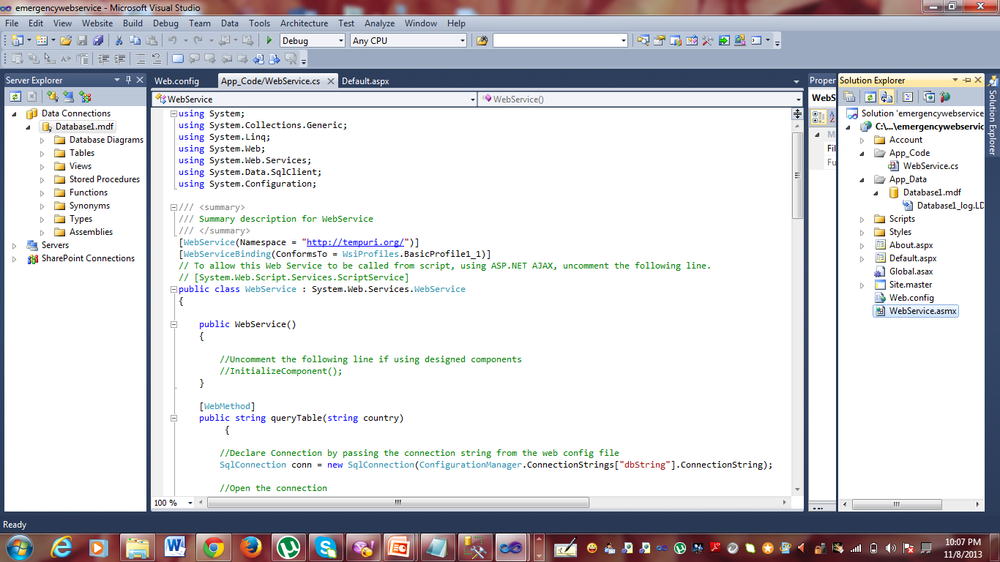 emergencywebservice - Microsoft Visual Studio
File Edit View Website Build Debug Team Data Tools Architecture Test Analyze Window Help
Debug Any CPU
Server Explorer
Data Connections
Database1.mdf
Database Diagrams
Tables
Views
Stored Procedures
Functions
Synonyms
Types
Assemblies
Servers
SharePoint Connections
Web.config App_Code/WebService.cs Default.aspx
WebService WebService()
using System;
using System.Collections.Generic;
using System.Linq;
using System.Web;
using System.Web.Services;
using System.Data.SqlClient;
using System.Configuration;
/// <summary>
/// Summary description for WebService
/// </summary>
[WebService(Namespace = "http://tempuri.org/")]
[WebServiceBinding(ConformsTo = WsiProfiles.BasicProfile1_1)]
// To allow this Web Service to be called from script, using ASP.NET AJAX, uncomment the following line.
// [System.Web.Script.Services.ScriptService]
public class WebService : System.Web.Services.WebService
{
public WebService()
{
//Uncomment the following line if using designed components
//InitializeComponent();
}
[WebMethod]
public string queryTable(string country)
{
//Declare Connection by passing the connection string from the web config file
SqlConnection conn = new SqlConnection(ConfigurationManager.ConnectionStrings["dbString"].ConnectionString);
//Open the connection
100 %
Proper
WebS
M
Fil
Fu
Solution Explorer
Solution 'emergencywebservice
C:\...\emergencywebservic
Account
App_Code
WebService.cs
App_Data
Database1.mdf
Database1_log.LD
Scripts
Styles
About.aspx
Default.aspx
Global.asax
Site.master
Web.config
WebService.asmx
Solution Explorer
Ready
10:07 PM
11/8/2013